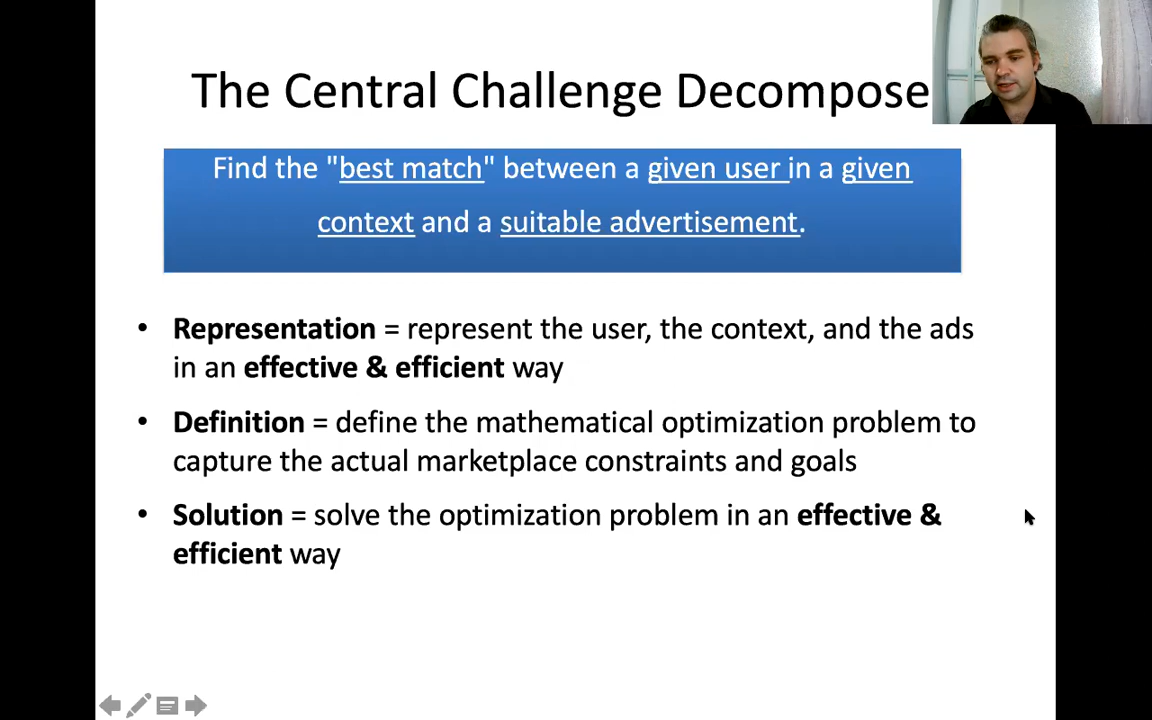 The Central Challenge Decompose
Find the "best match" between a given user in a given
context and a suitable advertisement.
• Representation = represent the user, the context, and the ads
in an effective & efficient way
• Definition = define the mathematical optimization problem to
capture the actual marketplace constraints and goals
• Solution = solve the optimization problem in an effective &
efficient way